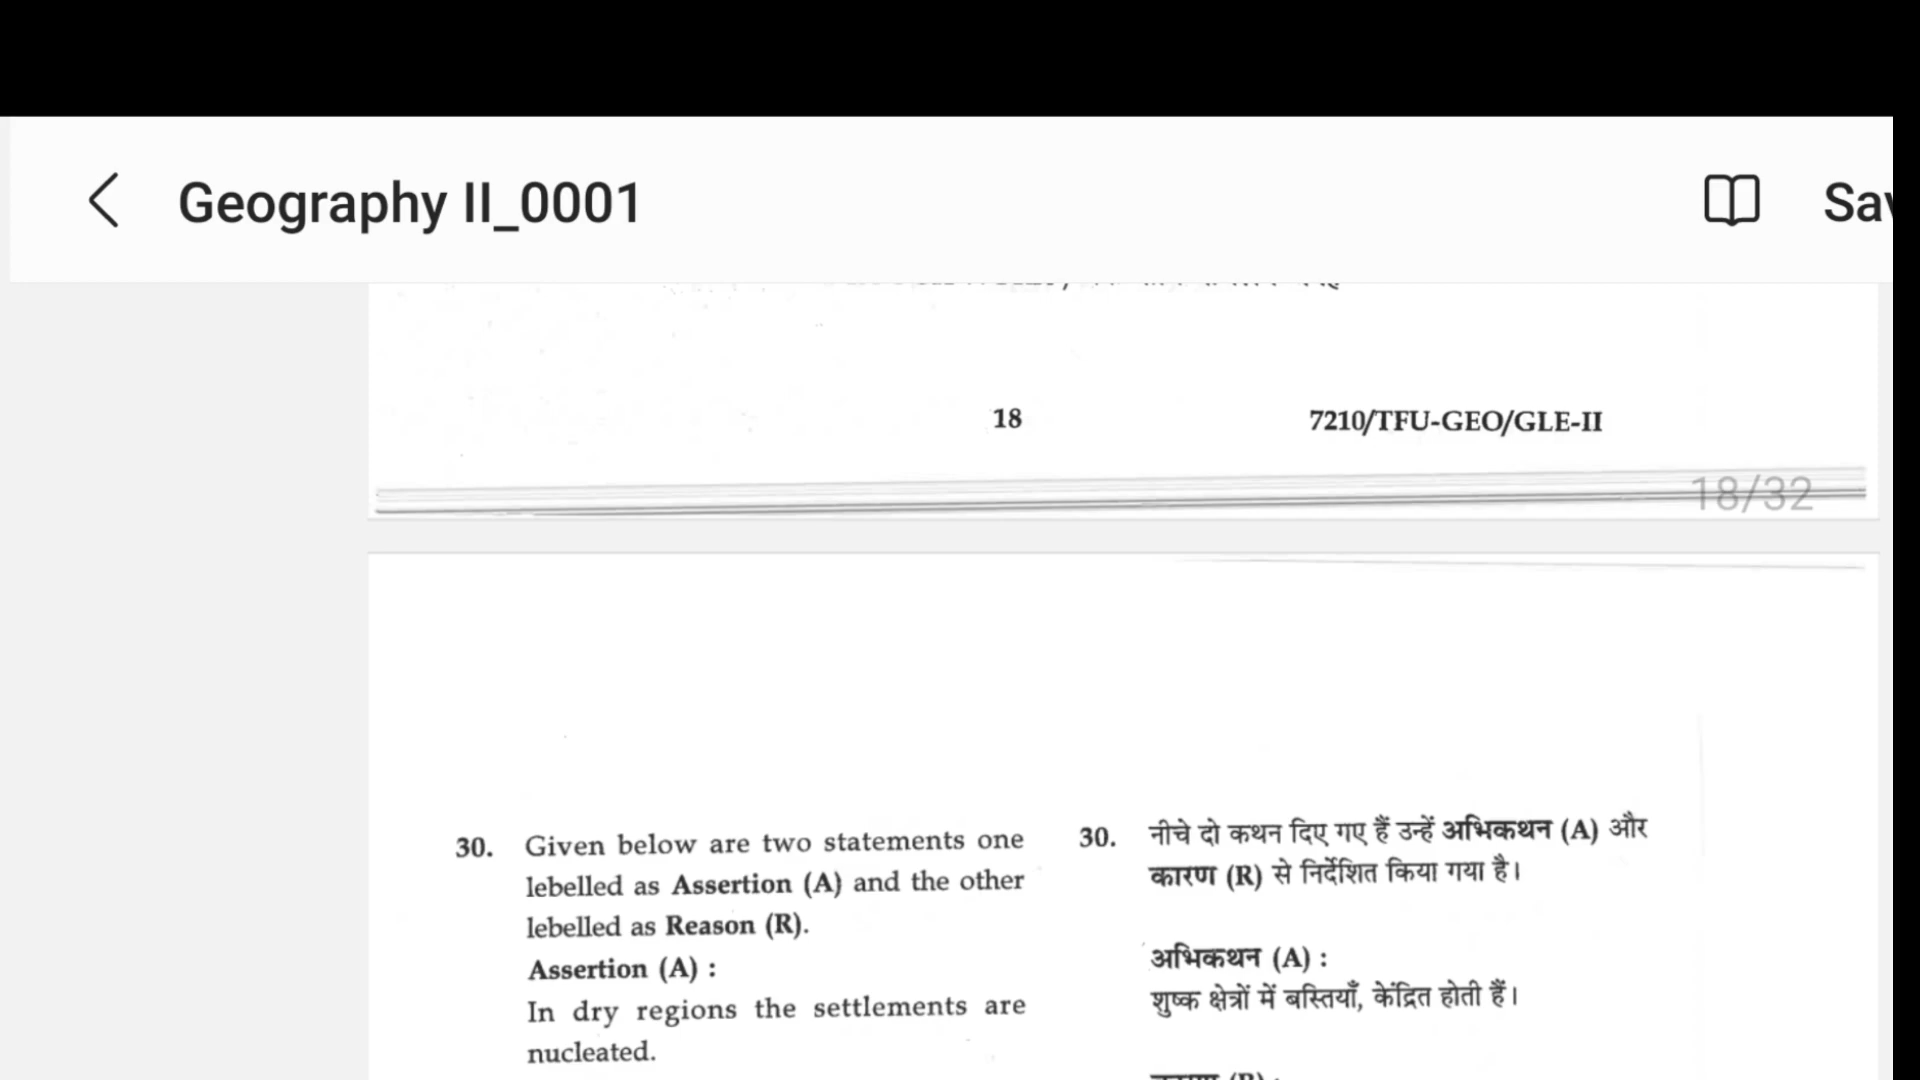 Geography II_0001
Sav
18
7210/TFU-GEO/GLE-II
18/32
30. Given below are two statements one
lebelled as Assertion (A) and the other
lebelled as Reason (R).
Assertion (A) :
In dry regions the settlements are
nucleated.
30. नीचे दो कथन दिए गए हैं उन्हें अभिकथन (A) और
कारण (R) से निर्देशित किया गया है।
अभिकथन (A) :
शुष्क क्षेत्रों में बस्तियाँ, केंद्रित होती हैं।